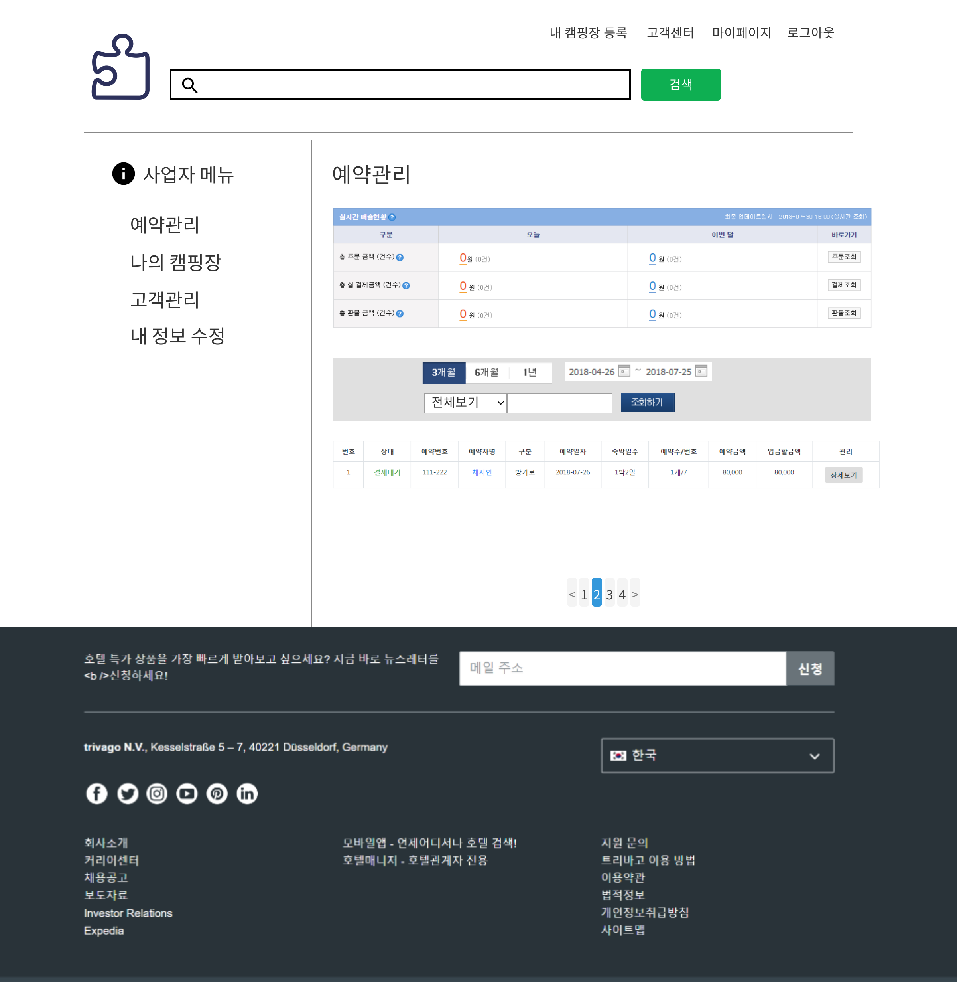 내 캠핑장 등록 고객센터 마이페이지 로그아웃
검색
사업자 메뉴
예약관리
나의 캠핑장
고객관리
내 정보 수정
예약관리
실시간 매출현황 ? 최종 업데이트일시 : 2018-07-30 16:00 (실시간 조회)
구분 오늘 이번 달 바로가기
총 주문 금액 (건수) ? 0원 (0건) 0 원 (0건) 주문조회
총 실 결제금액 (건수) ? 0 원 (0건) 0 원 (0건) 결제조회
총 환불 금액 (건수) ? 0 원 (0건) 0 원 (0건) 환불조회
3개월 6개월 1년 2018-04-26 ~ 2018-07-25
전체보기 조회하기
번호 상태 예약번호 예약자명 구분 예약일자 숙박일수 예약수/번호 예약금액 입금할금액 관리
1 결제대기 111-222 채지인 방가로 2018-07-26 1박2일 1개/7 80,000 80,000 상세보기
< 1 2 3 4 >
호텔 특가 상품을 가장 빠르게 받아보고 싶으세요? 지금 바로 뉴스레터를
<b />신청하세요!
메일 주소 신청
trivago N.V., Kesselstraße 5 – 7, 40221 Düsseldorf, Germany
한국
회사소개
커리어센터
채용공고
보도자료
Investor Relations
Expedia
모바일앱 - 언제어디서나 호텔 검색!
호텔매니저 - 호텔관계자 전용
지원 문의
트리바고 이용 방법
이용약관
법적정보
개인정보취급방침
사이트맵